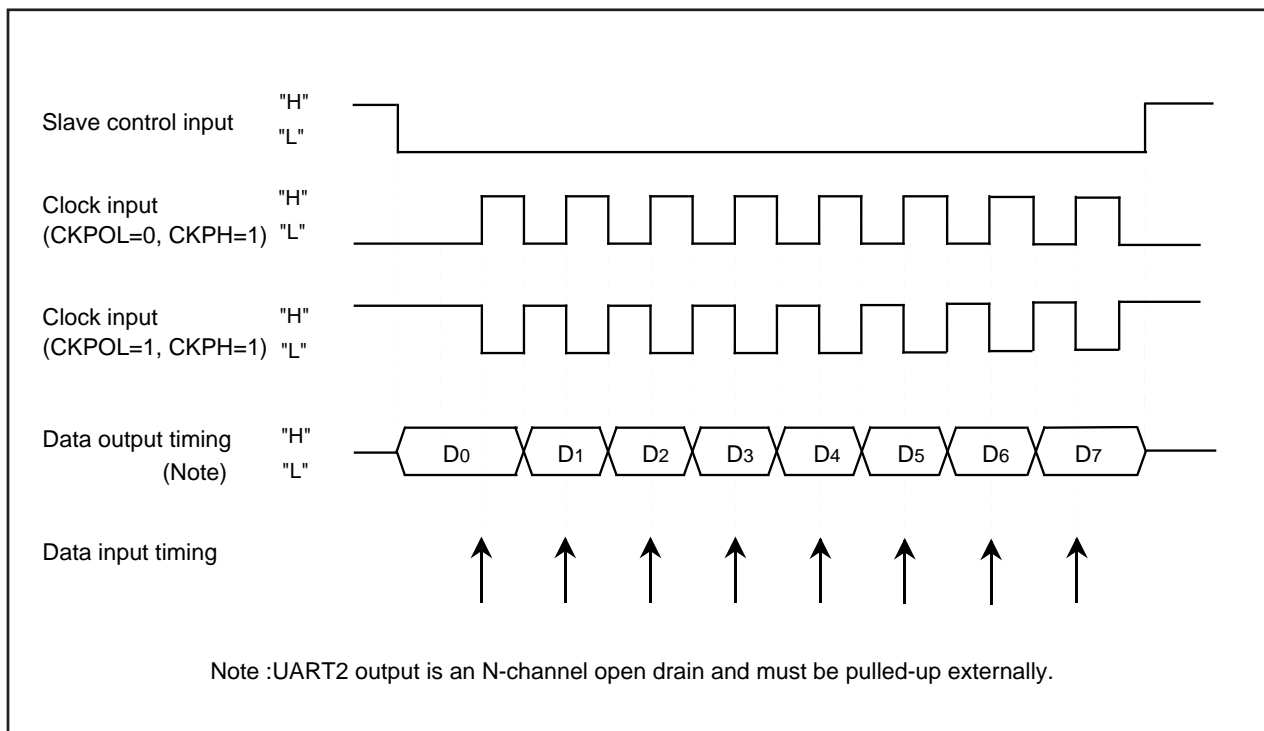 Slave control input "H"
"L"
Clock input "H"
(CKPOL=0, CKPH=1) "L"
Clock input "H"
(CKPOL=1, CKPH=1) "L"
Data output timing "H"
(Note) "L"
D0 D1 D2 D3 D4 D5 D6 D7
Data input timing
Note :UART2 output is an N-channel open drain and must be pulled-up externally.